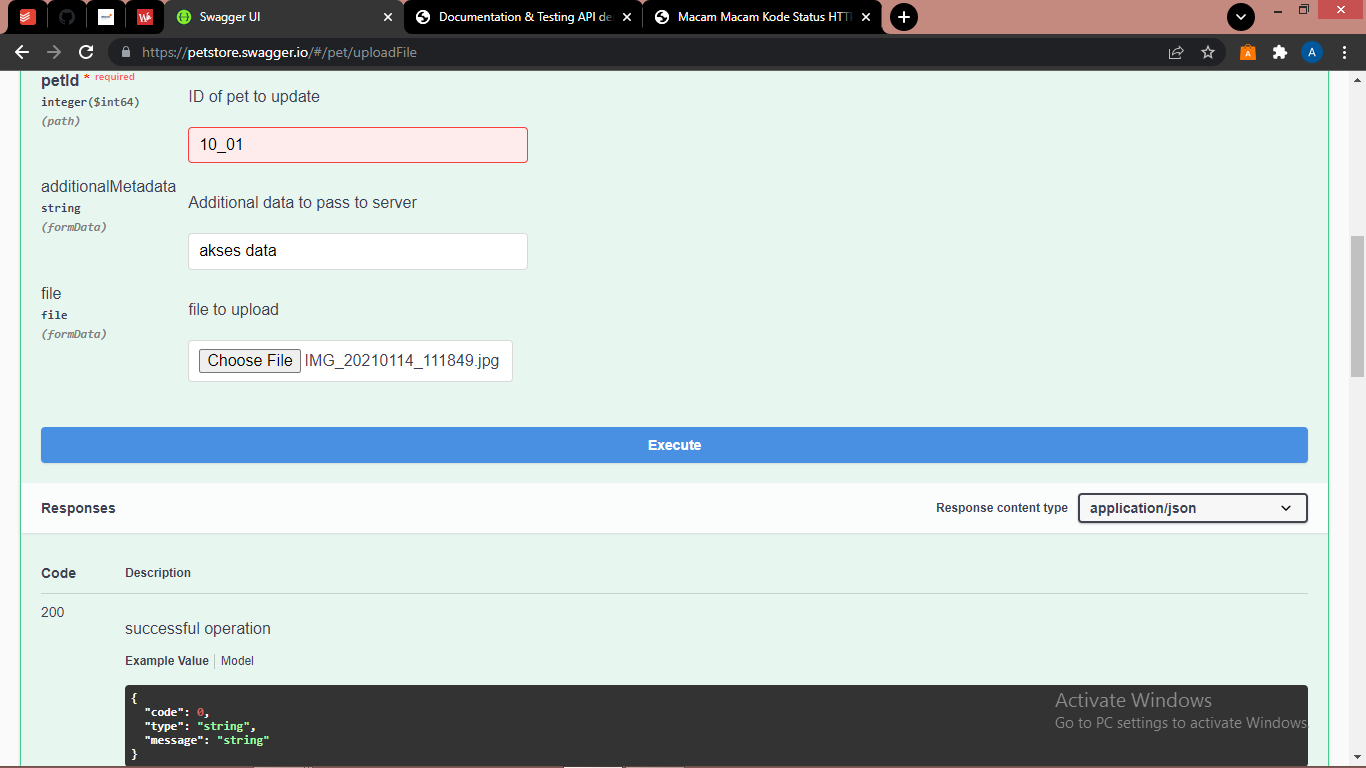 Swagger UI
Documentation & Testing API de
Macam Macam Kode Status HTT
https://petstore.swagger.io/#/pet/uploadFile
A
petId * required
integer($int64)
(path)
ID of pet to update
10_01
additionalMetadata
string
(formData)
Additional data to pass to server
akses data
file
file
(formData)
file to upload
Choose File IMG_20210114_111849.jpg
Execute
Responses
Response content type
application/json
Code Description
200
successful operation
Example Value Model
{
"code": 0,
"type": "string",
"message": "string"
}
Activate Windows
Go to PC settings to activate Windows